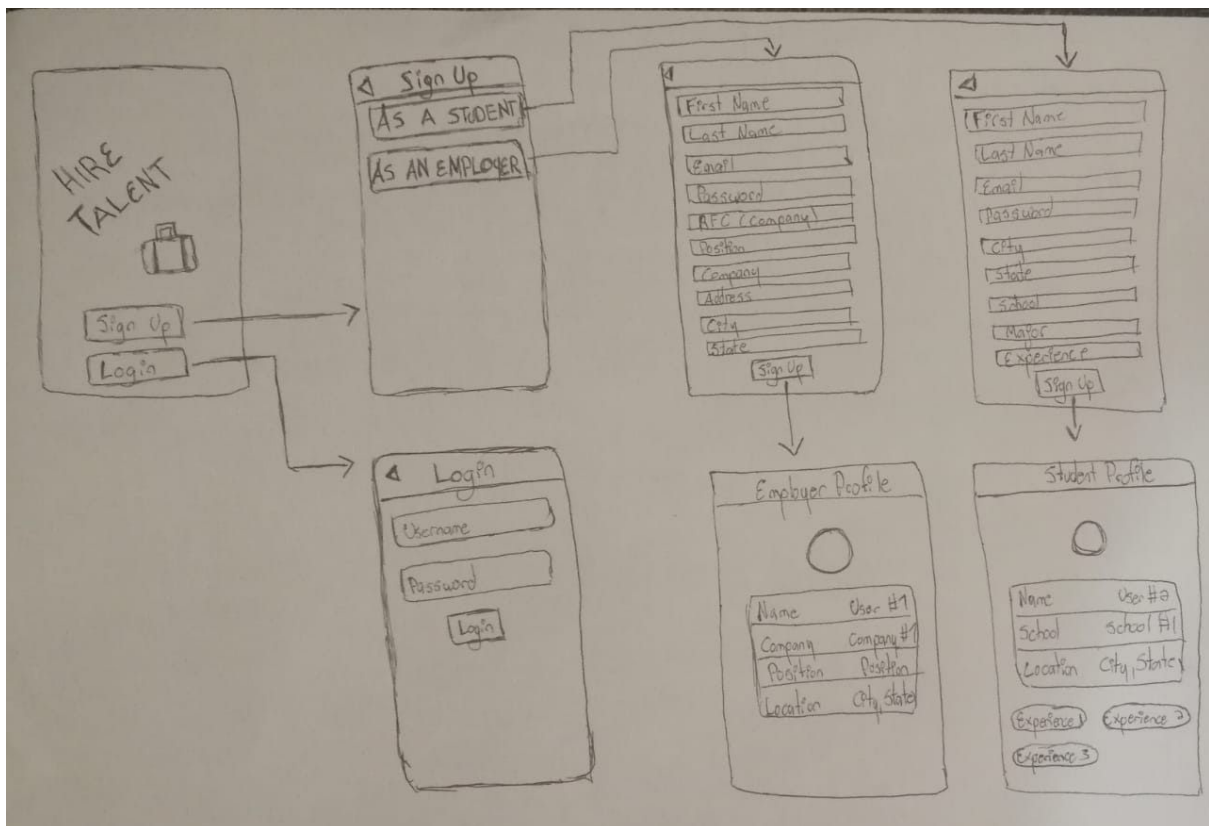 HIRE
TALENT
Sign Up
Login
Sign Up
AS A STUDENT
AS AN EMPLOYER
First Name
Last Name
Email
Password
RFC (Company)
Position
Company
Address
City
State
Sign Up
First Name
Last Name
Email
Password
City
State
School
Major
Experience
Sign Up
Login
Username
Password
Login
Employer Profile
Name User #1
Company Company #1
Position Position
Location City, State
Student Profile
Name User #2
School School #1
Location City, State
Experience 1 Experience 2
Experience 3